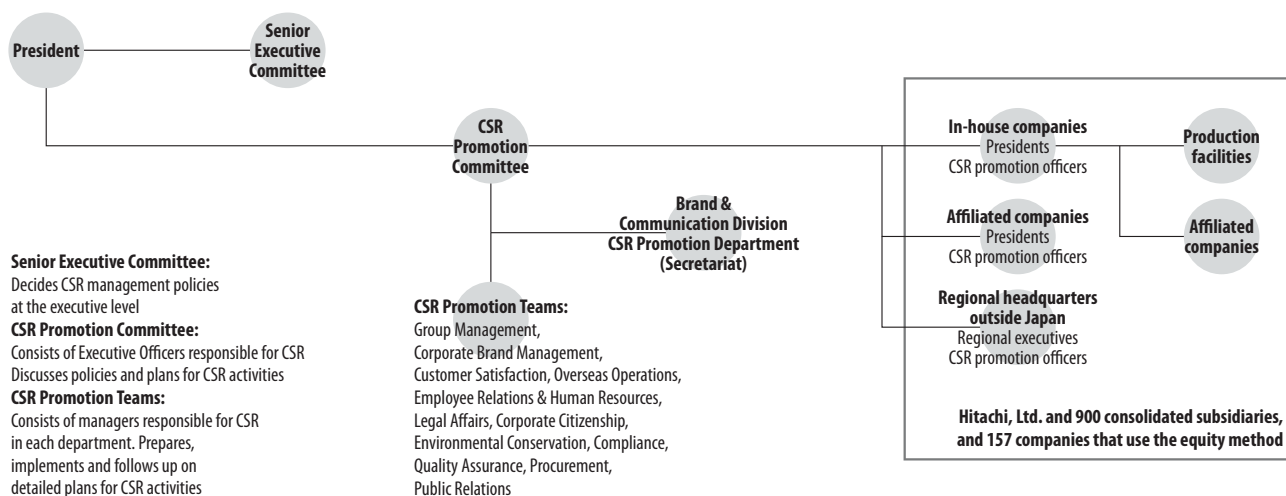 President
Senior
Executive
Committee
CSR
Promotion
Committee
Brand &
Communication Division
CSR Promotion Department
(Secretariat)
In-house companies
Presidents
CSR promotion officers
Production
facilities
Affiliated companies
Presidents
CSR promotion officers
Affiliated
companies
Regional headquarters
outside Japan
Regional executives
CSR promotion officers
Hitachi, Ltd. and 900 consolidated subsidiaries,
and 157 companies that use the equity method
Senior Executive Committee:
Decides CSR management policies
at the executive level
CSR Promotion Committee:
Consists of Executive Officers responsible for CSR
Discusses policies and plans for CSR activities
CSR Promotion Teams:
Consists of managers responsible for CSR
in each department. Prepares,
implements and follows up on
detailed plans for CSR activities
CSR Promotion Teams:
Group Management,
Corporate Brand Management,
Customer Satisfaction, Overseas Operations,
Employee Relations & Human Resources,
Legal Affairs, Corporate Citizenship,
Environmental Conservation, Compliance,
Quality Assurance, Procurement,
Public Relations